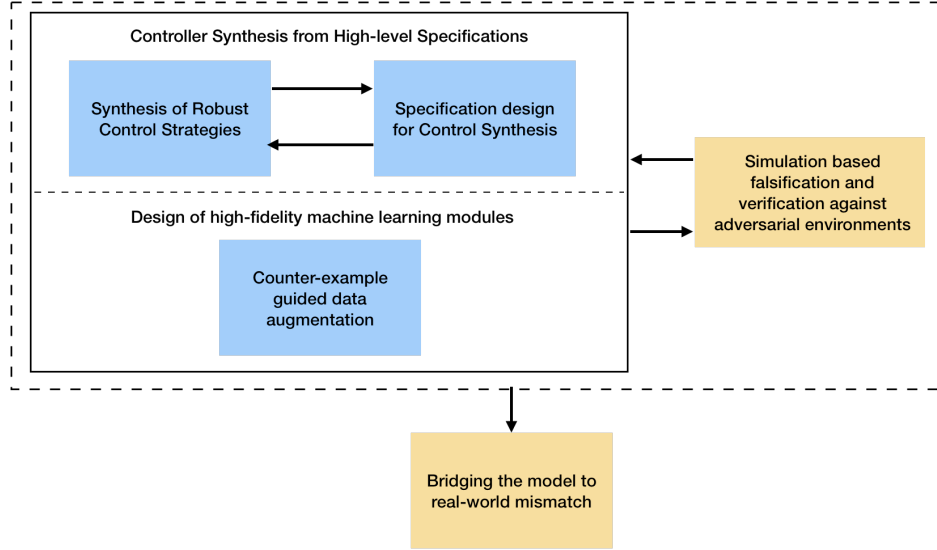 Controller Synthesis from High-level Specifications
Synthesis of Robust
Control Strategies
Specification design
for Control Synthesis
Design of high-fidelity machine learning modules
Counter-example
guided data
augmentation
Simulation based
falsification and
verification against
adversarial environments
Bridging the model to
real-world mismatch